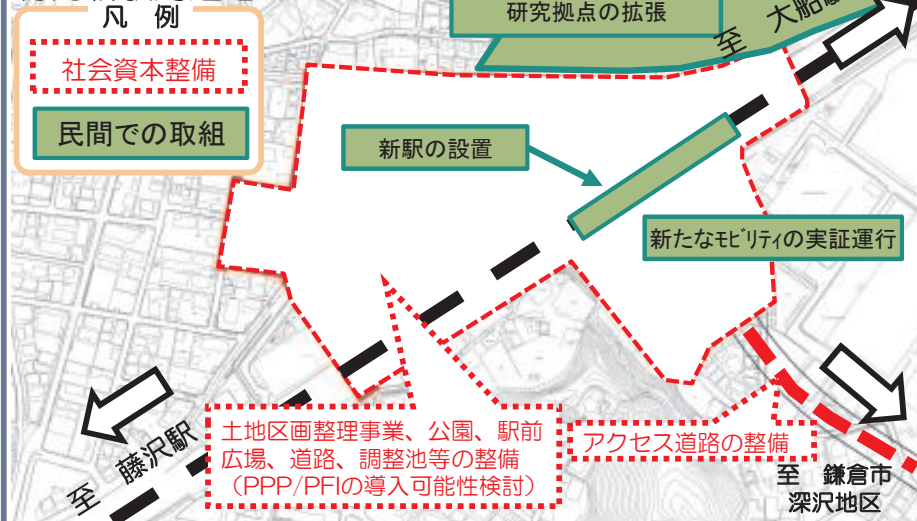 凡 例
社会資本整備
民間での取組
研究拠点の拡張
至 大船
新駅の設置
新たなモビリティの実証運行
至 藤沢駅
土地区画整理事業、公園、駅前
広場、道路、調整池等の整備
（PPP/PFIの導入可能性検討）
アクセス道路の整備
至 鎌倉市
深沢地区